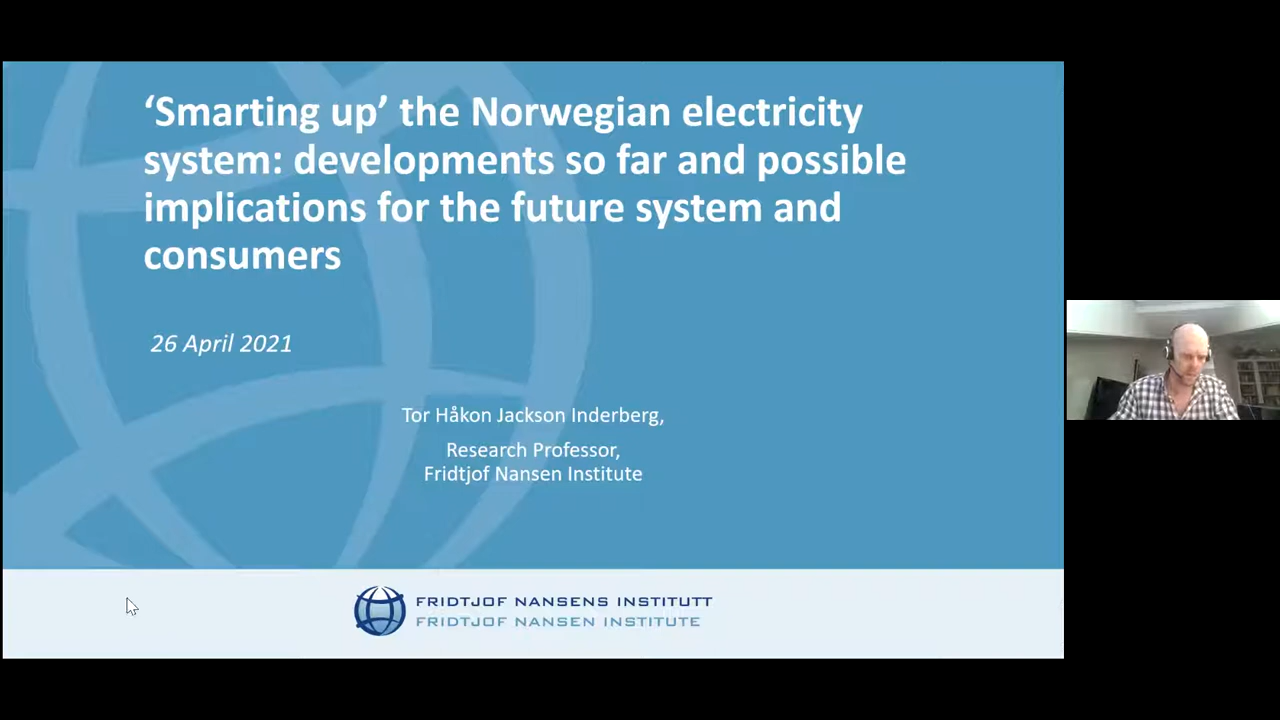 ‘Smarting up’ the Norwegian electricity
system: developments so far and possible
implications for the future system and
consumers
26 April 2021
Tor Håkon Jackson Inderberg,
Research Professor,
Fridtjof Nansen Institute
FRIDTJOF NANSENS INSTITUTT
FRIDTJOF NANSEN INSTITUTE